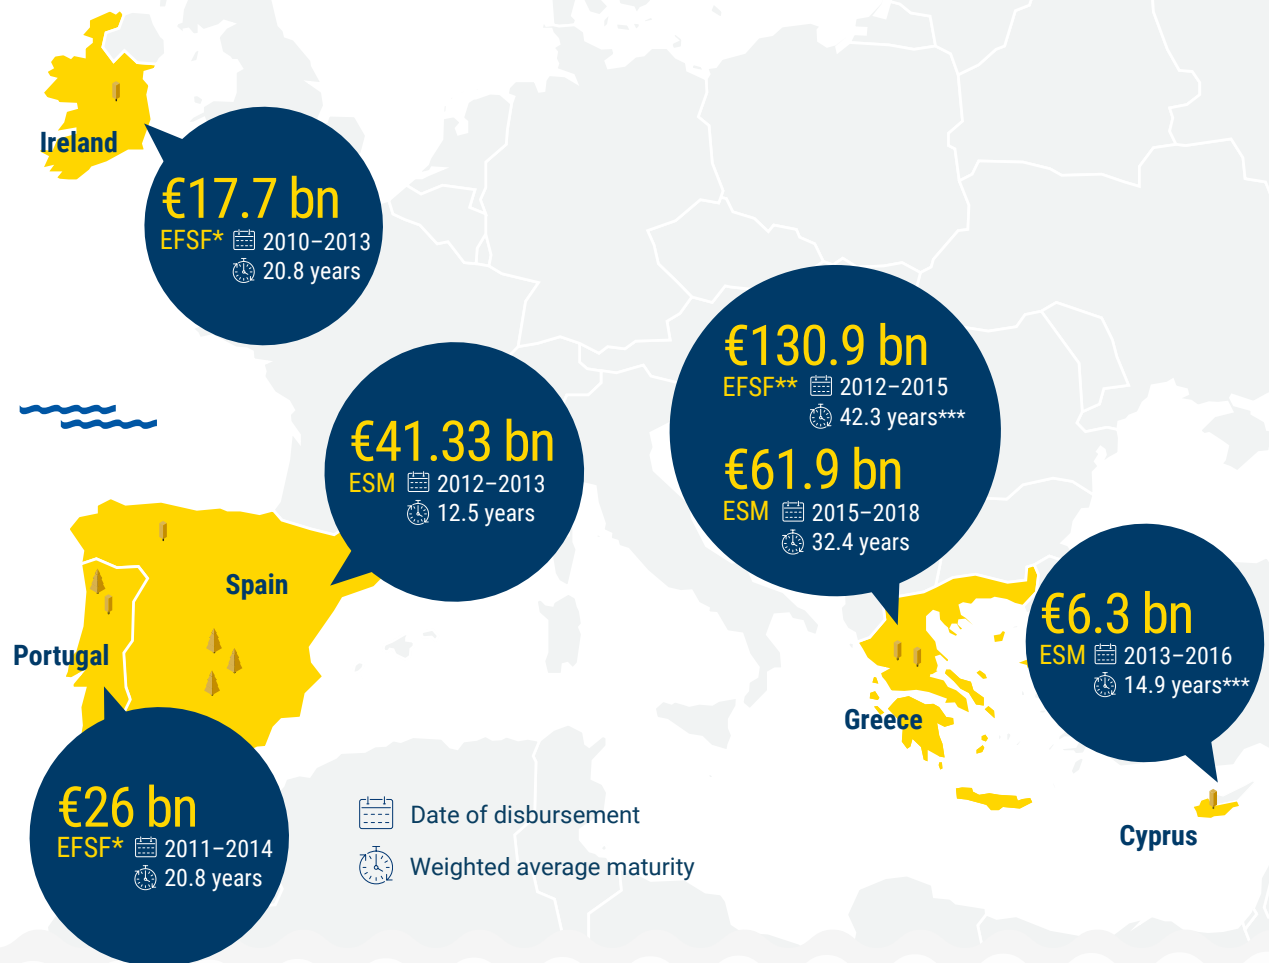 Ireland
€17.7 bn
EFSF* 2010–2013
20.8 years
€41.33 bn
ESM 2012–2013
12.5 years
Spain
Portugal
€26 bn
EFSF* 2011–2014
20.8 years
€130.9 bn
EFSF** 2012–2015
42.3 years***
€61.9 bn
ESM 2015–2018
32.4 years
Greece
€6.3 bn
ESM 2013–2016
14.9 years***
Cyprus
Date of disbursement
Weighted average maturity